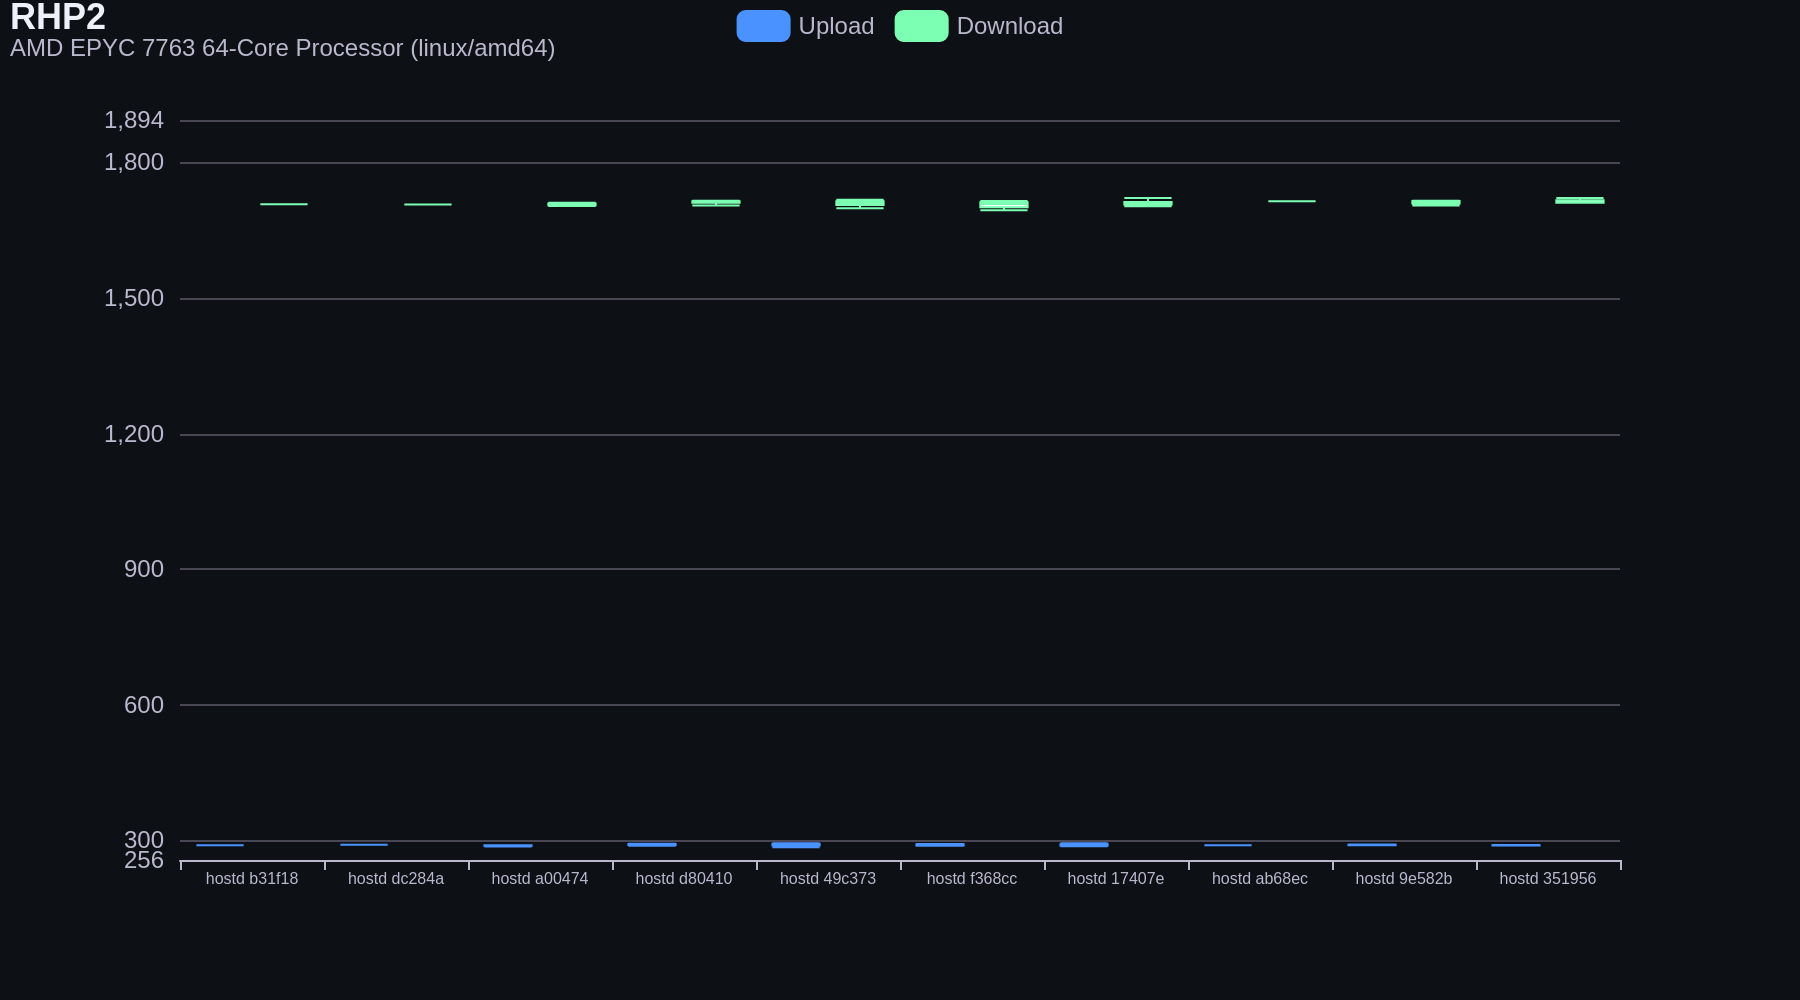 RHP2
AMD EPYC 7763 64-Core Processor (linux/amd64)
Upload Download
1,894
1,800
1,500
1,200
900
600
300
256
hostd b31f18 hostd dc284a hostd a00474 hostd d80410 hostd 49c373 hostd f368cc hostd 17407e hostd ab68ec hostd 9e582b hostd 351956